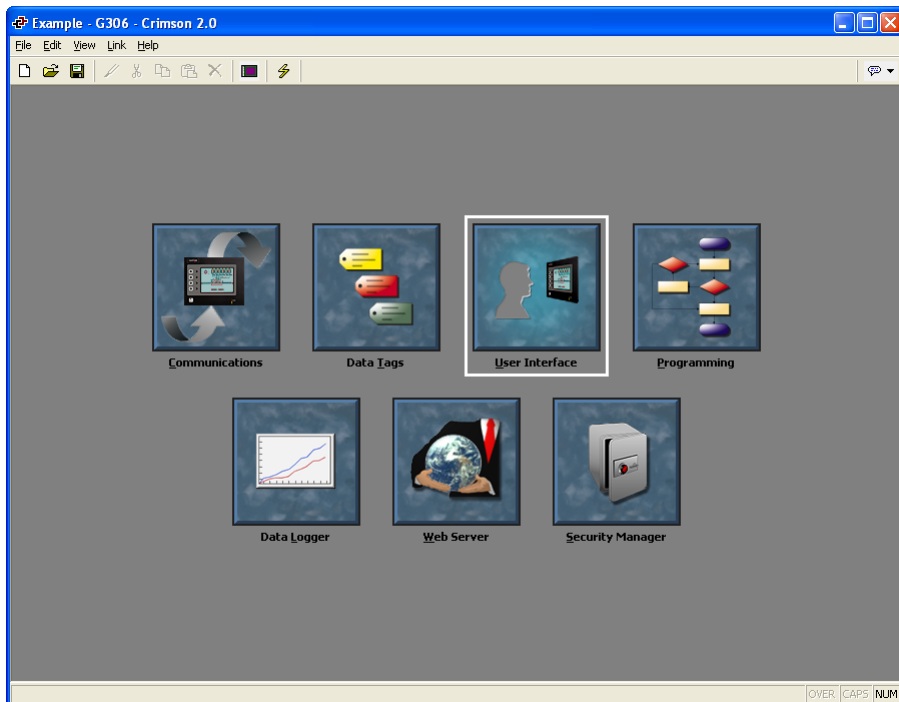 Example - G306 - Crimson 2.0
File Edit View Link Help
Communications Data Tags User Interface Programming
Data Logger Web Server Security Manager
OVER CAPS NUM